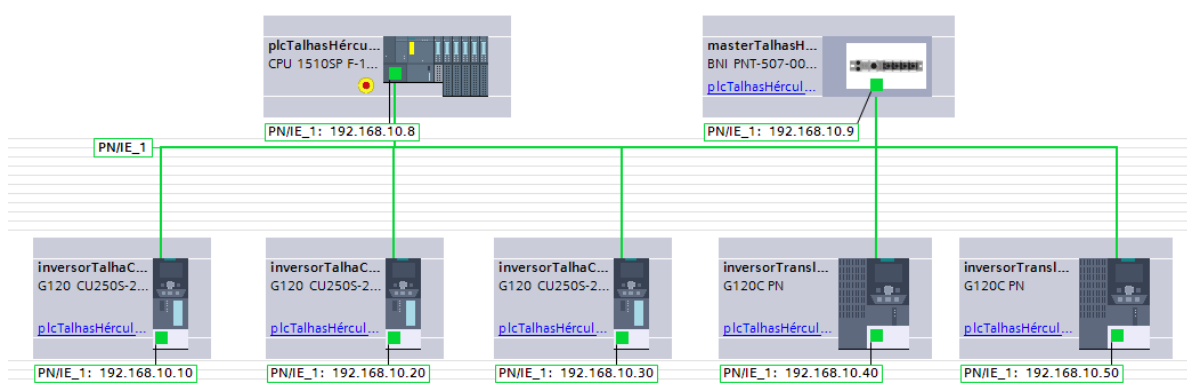 plcTalhasHércu...
CPU 1510SP F-1...
masterTalhasH...
BNI PNT-507-00...
plcTalhasHércul...
PN/IE_1: 192.168.10.8
PN/IE_1: 192.168.10.9
PN/IE_1
inversorTalhaC...
G120 CU250S-2...
plcTalhasHércul...
inversorTalhaC...
G120 CU250S-2...
plcTalhasHércul...
inversorTalhaC...
G120 CU250S-2...
plcTalhasHércul...
inversorTransl...
G120C PN
plcTalhasHércul...
inversorTransl...
G120C PN
plcTalhasHércul...
PN/IE_1: 192.168.10.10
PN/IE_1: 192.168.10.20
PN/IE_1: 192.168.10.30
PN/IE_1: 192.168.10.40
PN/IE_1: 192.168.10.50